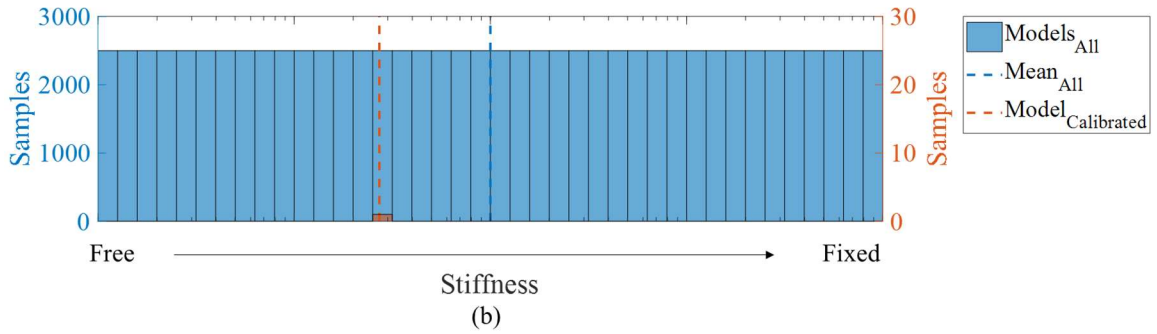 3000
2000
1000
0
Samples
30
20
10
0
Samples
Models_All
Mean_All
Model_Calibrated
Free
Fixed
Stiffness
(b)